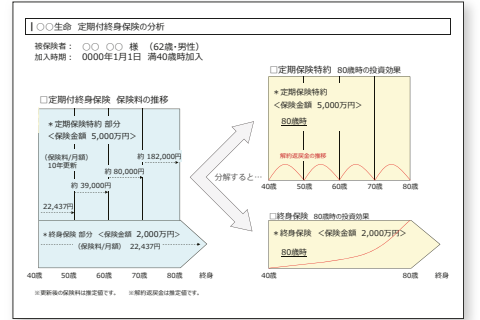 ○○生命 定期付終身保険の分析
被保険者： ○○ ○○ 様 （62歳･男性）
加入時期： 0000年1月1日 満40歳時加入
□定期付終身保険 保険料の推移
＊定期保険特約 部分
＜保険金額 5,000万円＞
（保険料/月額）
10年更新
約 182,000円
約 80,000円
約 39,000円
22,437円
＊終身保険 部分 ＜保険金額 2,000万円＞
（保険料/月額） 22,437円
40歳 50歳 60歳 70歳 80歳 終身
※更新後の保険料は推定値です。 ※解約返戻金は推定値です。
分解すると…
□定期保険特約 80歳時の投資効果
＊定期保険特約
＜保険金額 5,000万円＞
80歳時
解約返戻金の推移
40歳 50歳 60歳 70歳 80歳
□終身保険 80歳時の投資効果
＊終身保険 ＜保険金額 2,000万円＞
80歳時
40歳 80歳 終身